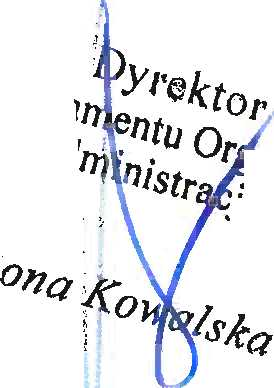 Dyrektor
mentu Org
ministrac
ona Kowalska